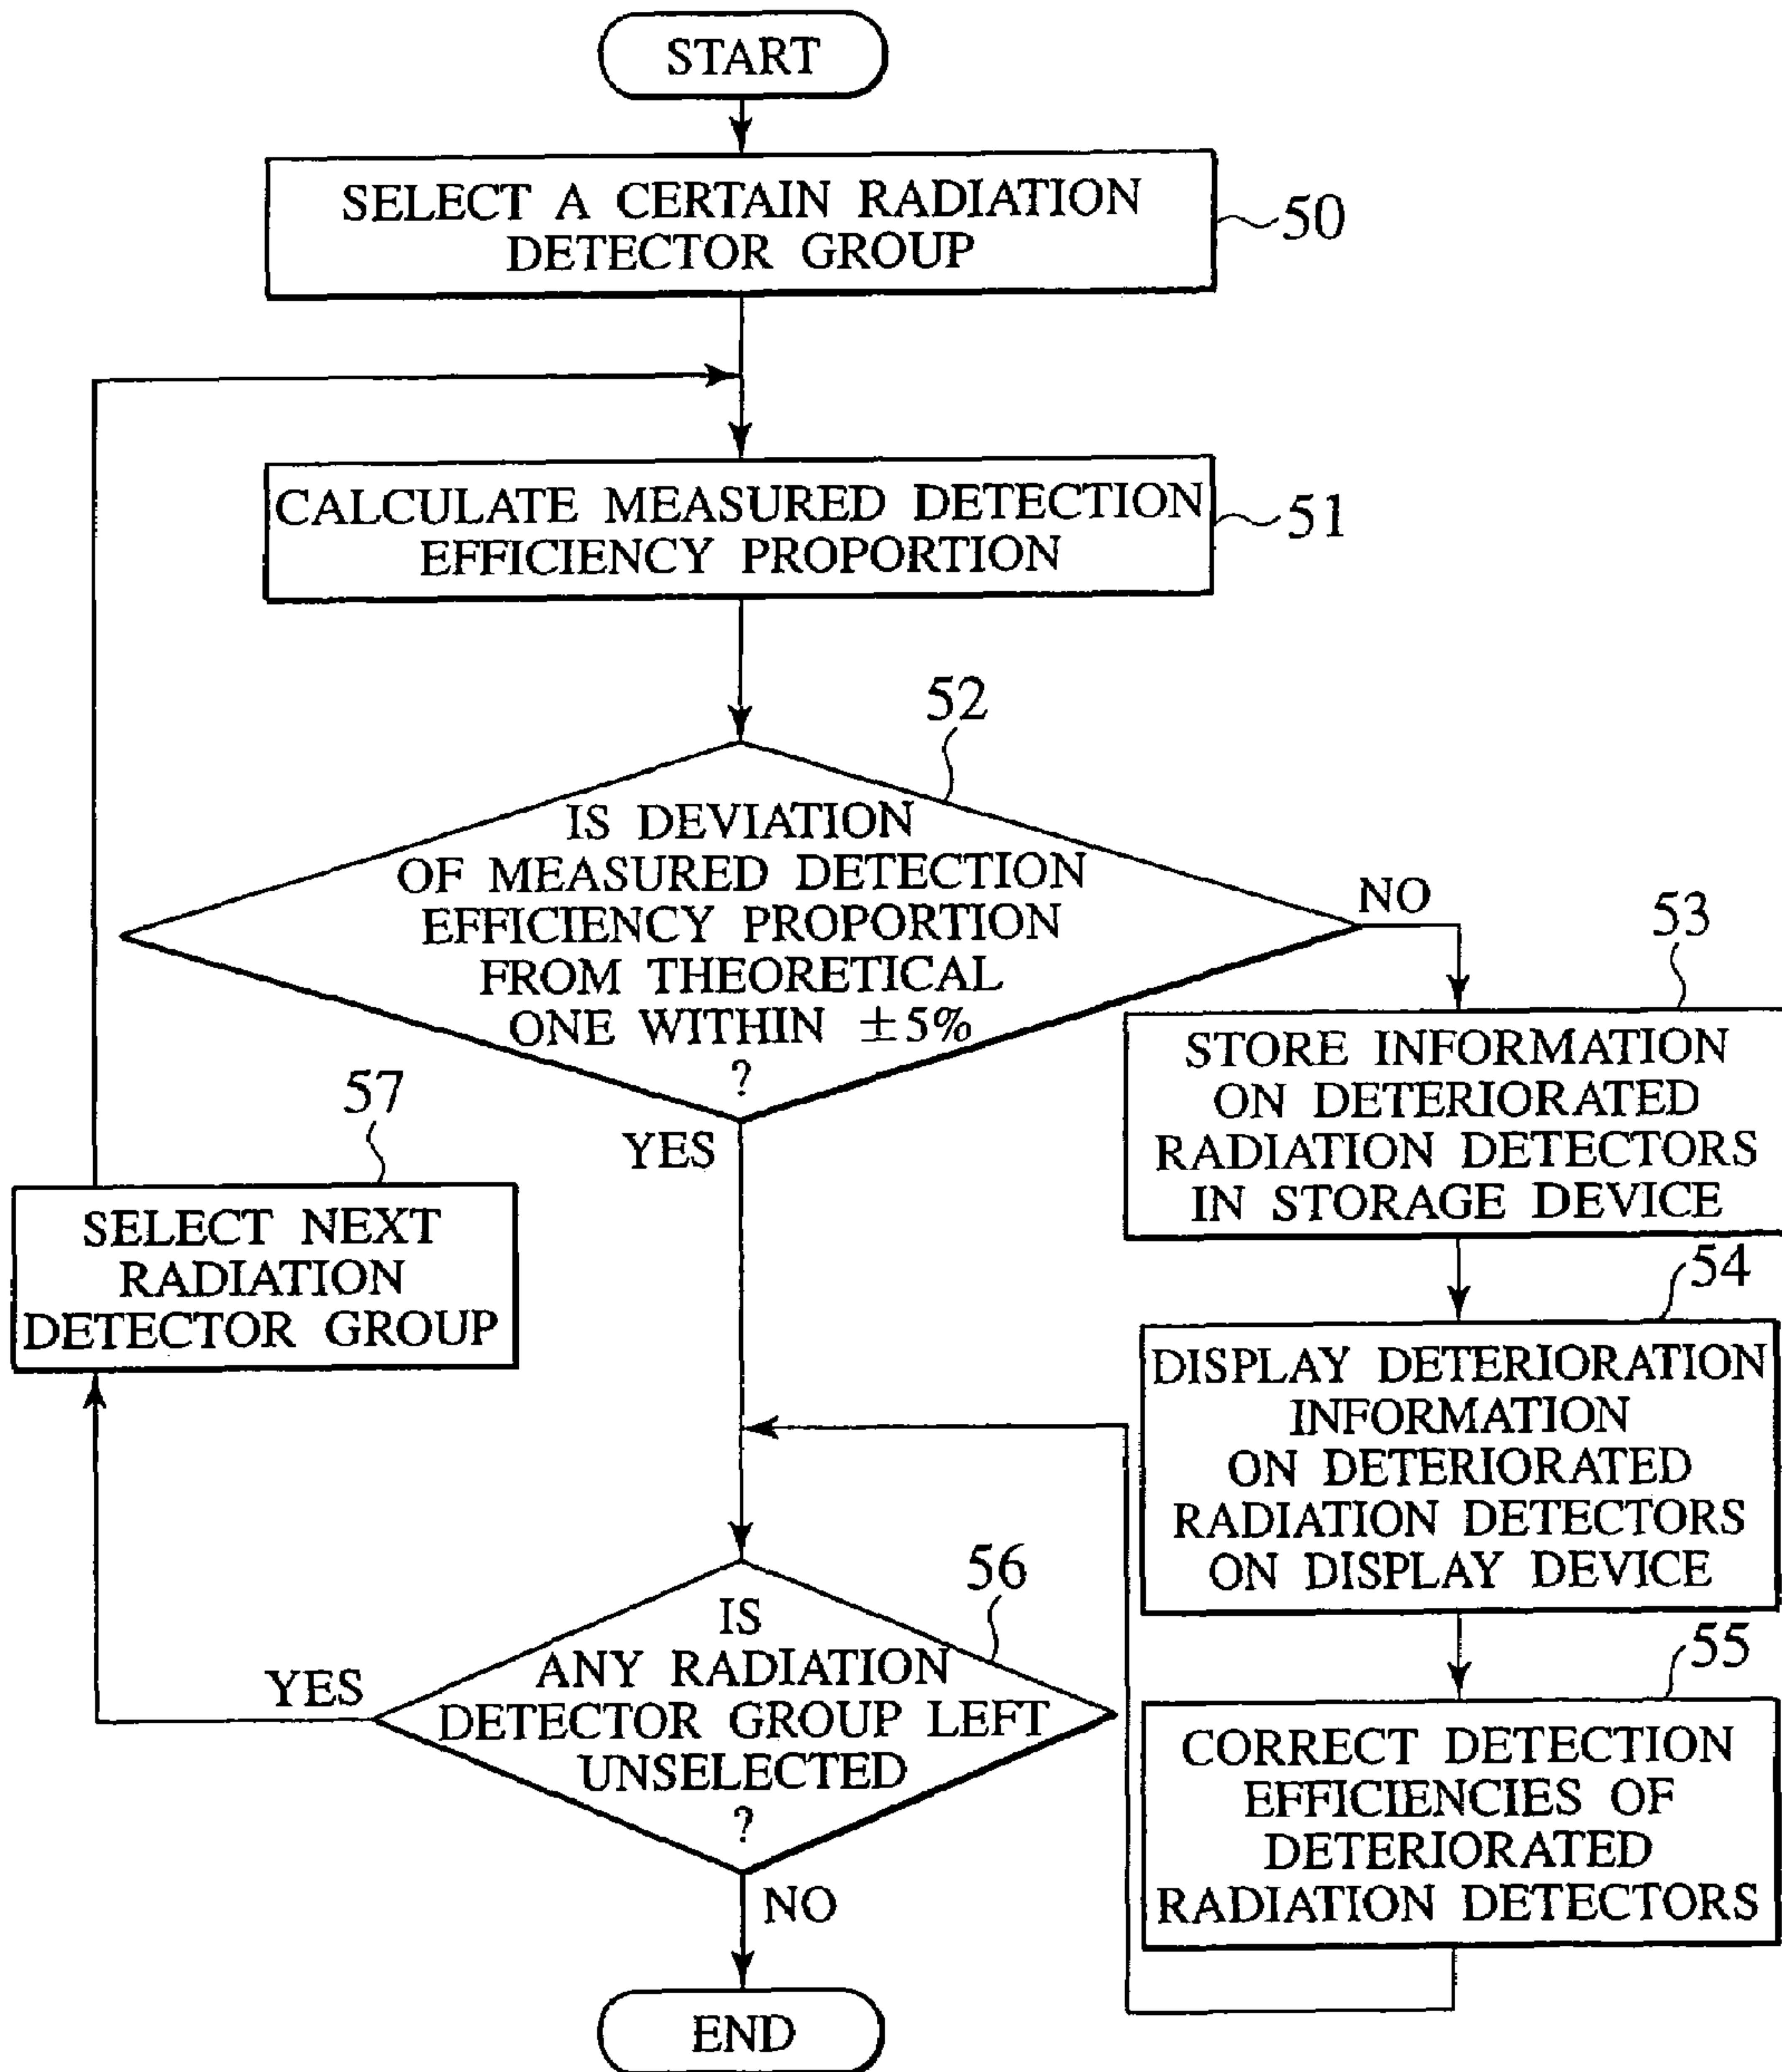 START
SELECT A CERTAIN RADIATION
DETECTOR GROUP
50
CALCULATE MEASURED DETECTION
EFFICIENCY PROPORTION
51
52
IS DEVIATION
OF MEASURED DETECTION
EFFICIENCY PROPORTION
FROM THEORETICAL
ONE WITHIN ±5%
?
NO
YES
53
STORE INFORMATION
ON DETERIORATED
RADIATION DETECTORS
IN STORAGE DEVICE
57
SELECT NEXT
RADIATION
DETECTOR GROUP
54
DISPLAY DETERIORATION
INFORMATION
ON DETERIORATED
RADIATION DETECTORS
ON DISPLAY DEVICE
56
IS
ANY RADIATION
DETECTOR GROUP LEFT
UNSELECTED
?
YES
NO
55
CORRECT DETECTION
EFFICIENCIES OF
DETERIORATED
RADIATION DETECTORS
END